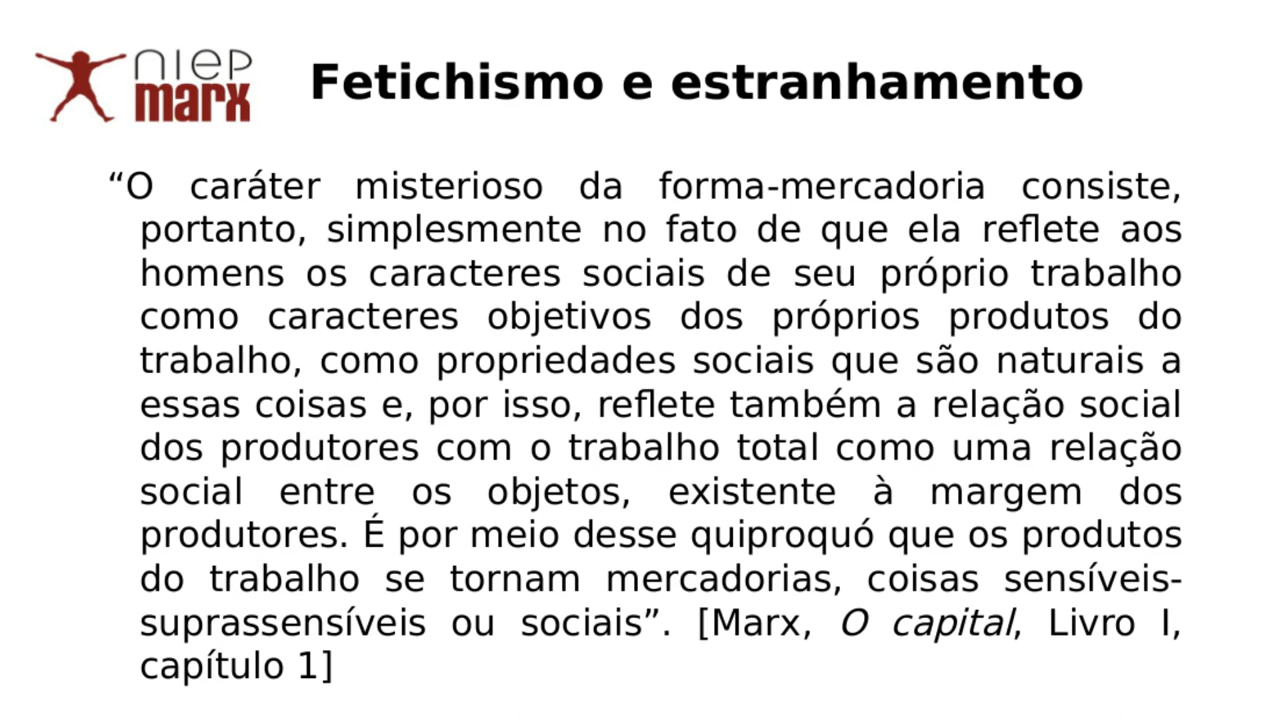 niep
marx
Fetichismo e estranhamento
“O caráter misterioso da forma-mercadoria consiste,
portanto, simplesmente no fato de que ela reflete aos
homens os caracteres sociais de seu próprio trabalho
como caracteres objetivos dos próprios produtos do
trabalho, como propriedades sociais que são naturais a
essas coisas e, por isso, reflete também a relação social
dos produtores com o trabalho total como uma relação
social entre os objetos, existente à margem dos
produtores. É por meio desse quiproquó que os produtos
do trabalho se tornam mercadorias, coisas sensíveis-
suprassensíveis ou sociais”. [Marx, O capital, Livro I,
capítulo 1]